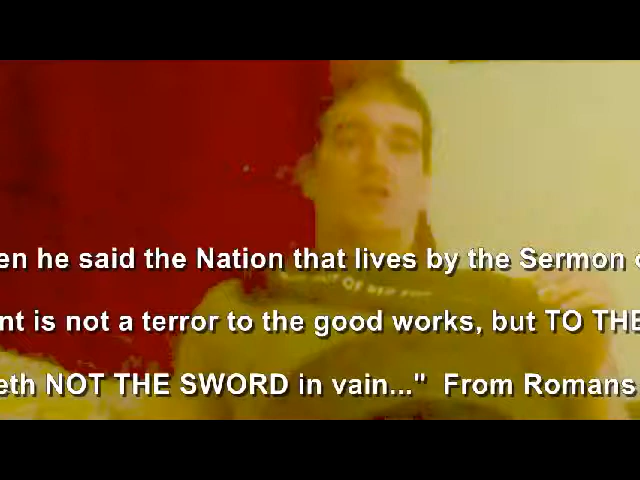 en he said the Nation that lives by the Sermon o
nt is not a terror to the good works, but TO THE
eth NOT THE SWORD in vain..." From Romans